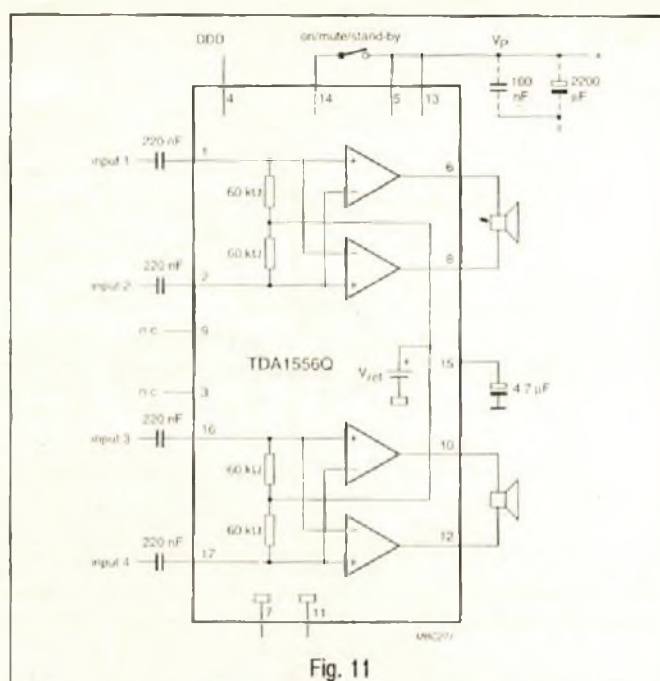 on/mute/stand-by
VP
DDD
4
14
5
13
100 nF
2200 µF
220 nF
input 1
1
60 kΩ
6
60 kΩ
220 nF
input 2
2
8
n.c.
9
TDA1556Q
Vref
15
4.7 µF
n.c.
3
220 nF
input 3
16
60 kΩ
10
60 kΩ
220 nF
input 4
17
12
7
11
Fig. 11